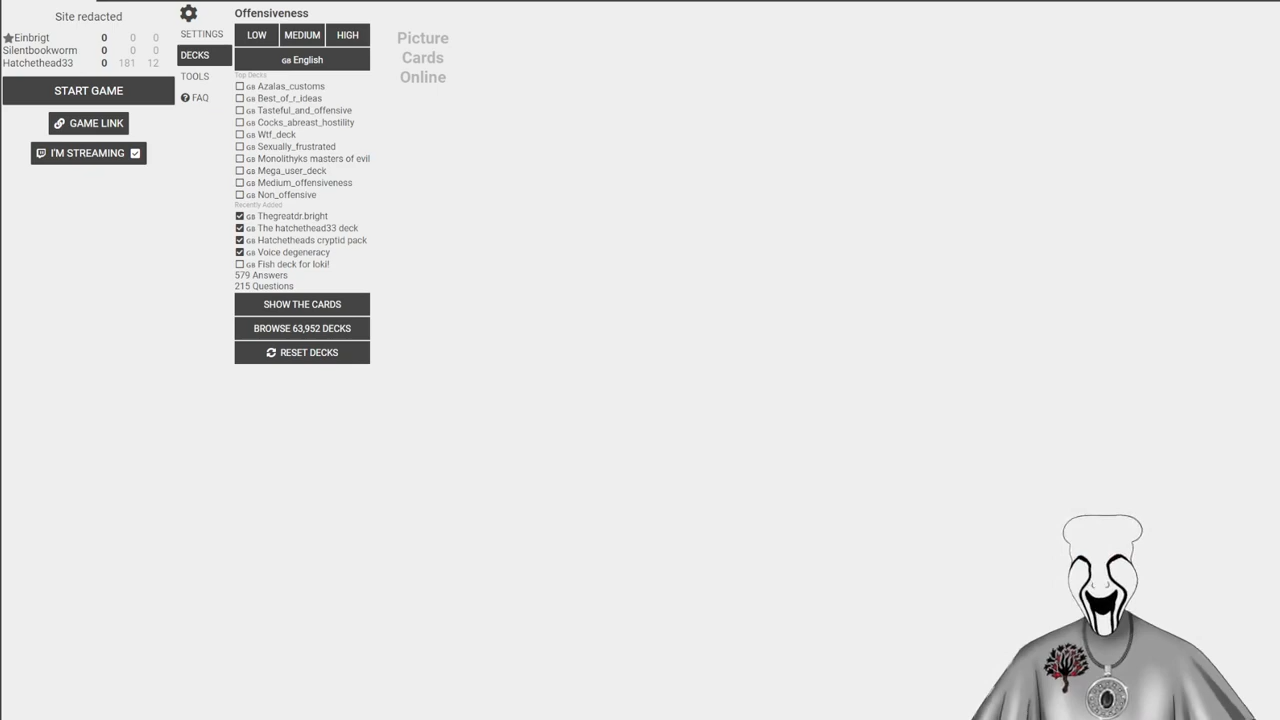 Site redacted
Einbrigt 0 0 0
Silentbookworm 0 0 0
Hatchethead33 0 181 12
START GAME
GAME LINK
I'M STREAMING
SETTINGS
DECKS
TOOLS
FAQ
Offensiveness
LOW MEDIUM HIGH
GB English
Top Decks
GB Azalas_customs
GB Best_of_r_ideas
GB Tasteful_and_offensive
GB Cocks_abreast_hostility
GB Wtf_deck
GB Sexually_frustrated
GB Monolithyks masters of evil
GB Mega_user_deck
GB Medium_offensiveness
GB Non_offensive
Recently Added
GB Thegreatdr.bright
GB The hatchethead33 deck
GB Hatchetheads cryptid pack
GB Voice degeneracy
GB Fish deck for loki!
579 Answers
215 Questions
SHOW THE CARDS
BROWSE 63,952 DECKS
RESET DECKS
Picture
Cards
Online